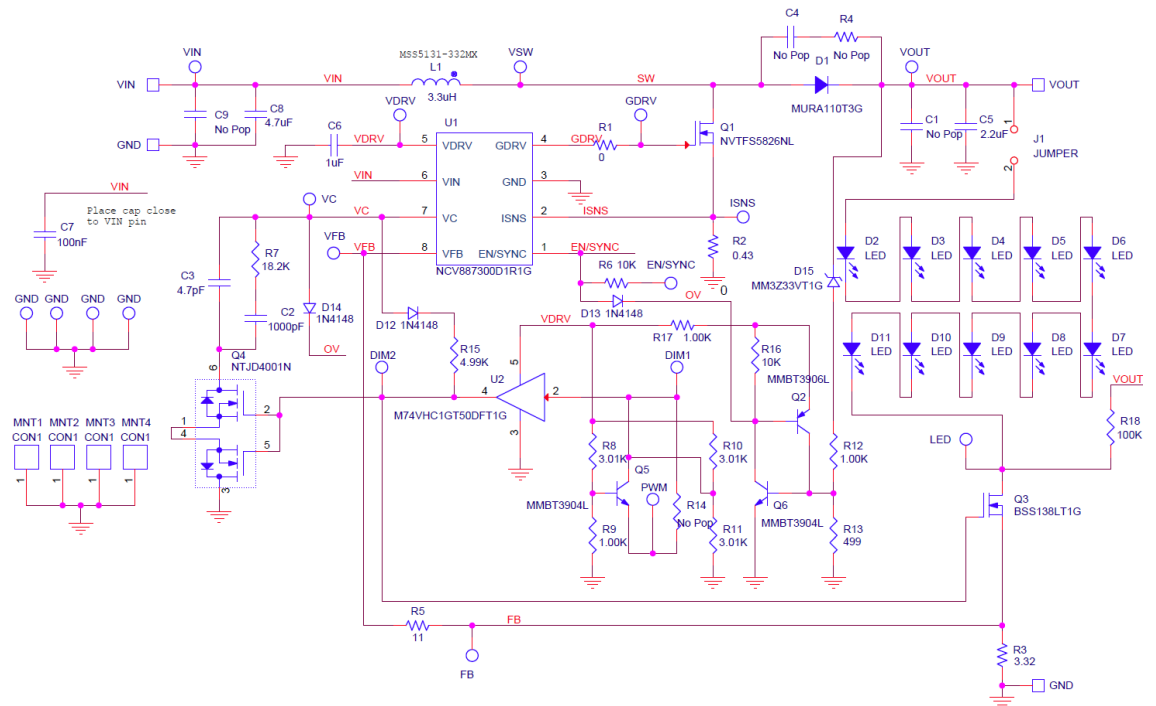 C4
R4
No Pop
No Pop
D1
MURA110T3G
VIN
MSS5131-332MX
L1
3.3uH
VSW
VOUT
VIN
VIN
SW
VOUT
VOUT
C9
No Pop
C8
4.7uF
GND
VDRV
U1
GDRV
C6
1uF
VDRV
5
VDRV
GDRV
4
GDRV
R1
0
Q1
NVTFS5826NL
C1
No Pop
C5
2.2uF
1
2
J1
JUMPER
VIN
6
VIN
GND
3
VIN
Place cap close
to VIN pin
C7
100nF
VC
VC
7
VC
ISNS
2
ISNS
ISNS
VFB
VFB
8
VFB
EN/SYNC
1
EN/SYNC
NCV887300D1R1G
R2
0.43
0
R7
18.2K
C3
4.7pF
C2
1000pF
D14
1N4148
OV
R6 10K
EN/SYNC
D13 1N4148
OV
D15
MM3Z33VT1G
D2
LED
D3
LED
D4
LED
D5
LED
D6
LED
D11
LED
D10
LED
D9
LED
D8
LED
D7
LED
GND
GND
GND
GND
D12 1N4148
R15
4.99K
VDRV
R17 1.00K
R16
10K
MMBT3906L
Q2
DIM2
DIM1
U2
5
4
2
3
M74VHC1GT50DFT1G
Q4
NTJD4001N
6
2
1
4
5
3
VOUT
R18
100K
MNT1
CON1
MNT2
CON1
MNT3
CON1
MNT4
CON1
1
1
1
1
R8
3.01K
R10
3.01K
R12
1.00K
LED
Q5
PWM
MMBT3904L
R14
No Pop
R9
1.00K
R11
3.01K
Q6
MMBT3904L
R13
499
Q3
BSS138LT1G
R5
11
FB
FB
R3
3.32
GND